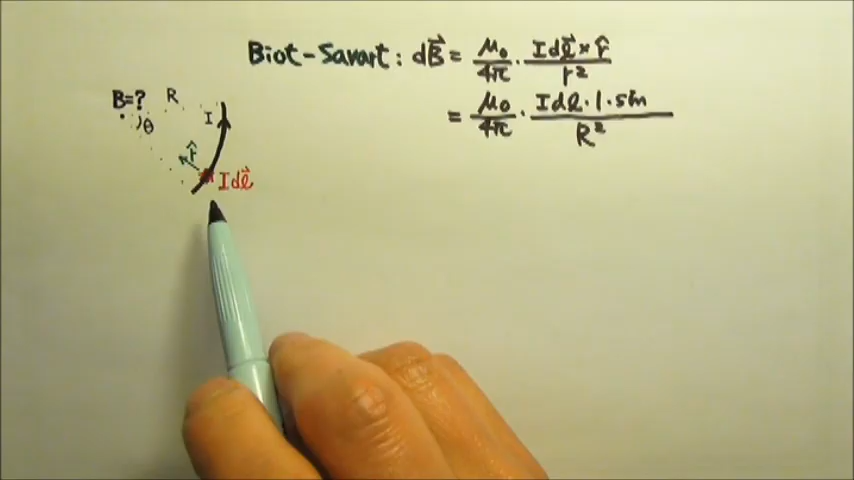 Biot-Savart: dB⃗ = μ₀/4π · Idl⃗ × r̂/r²
= μ₀/4π · Idl · 1 · sin/R²
B=? R
I
θ
r̂
Idl⃗